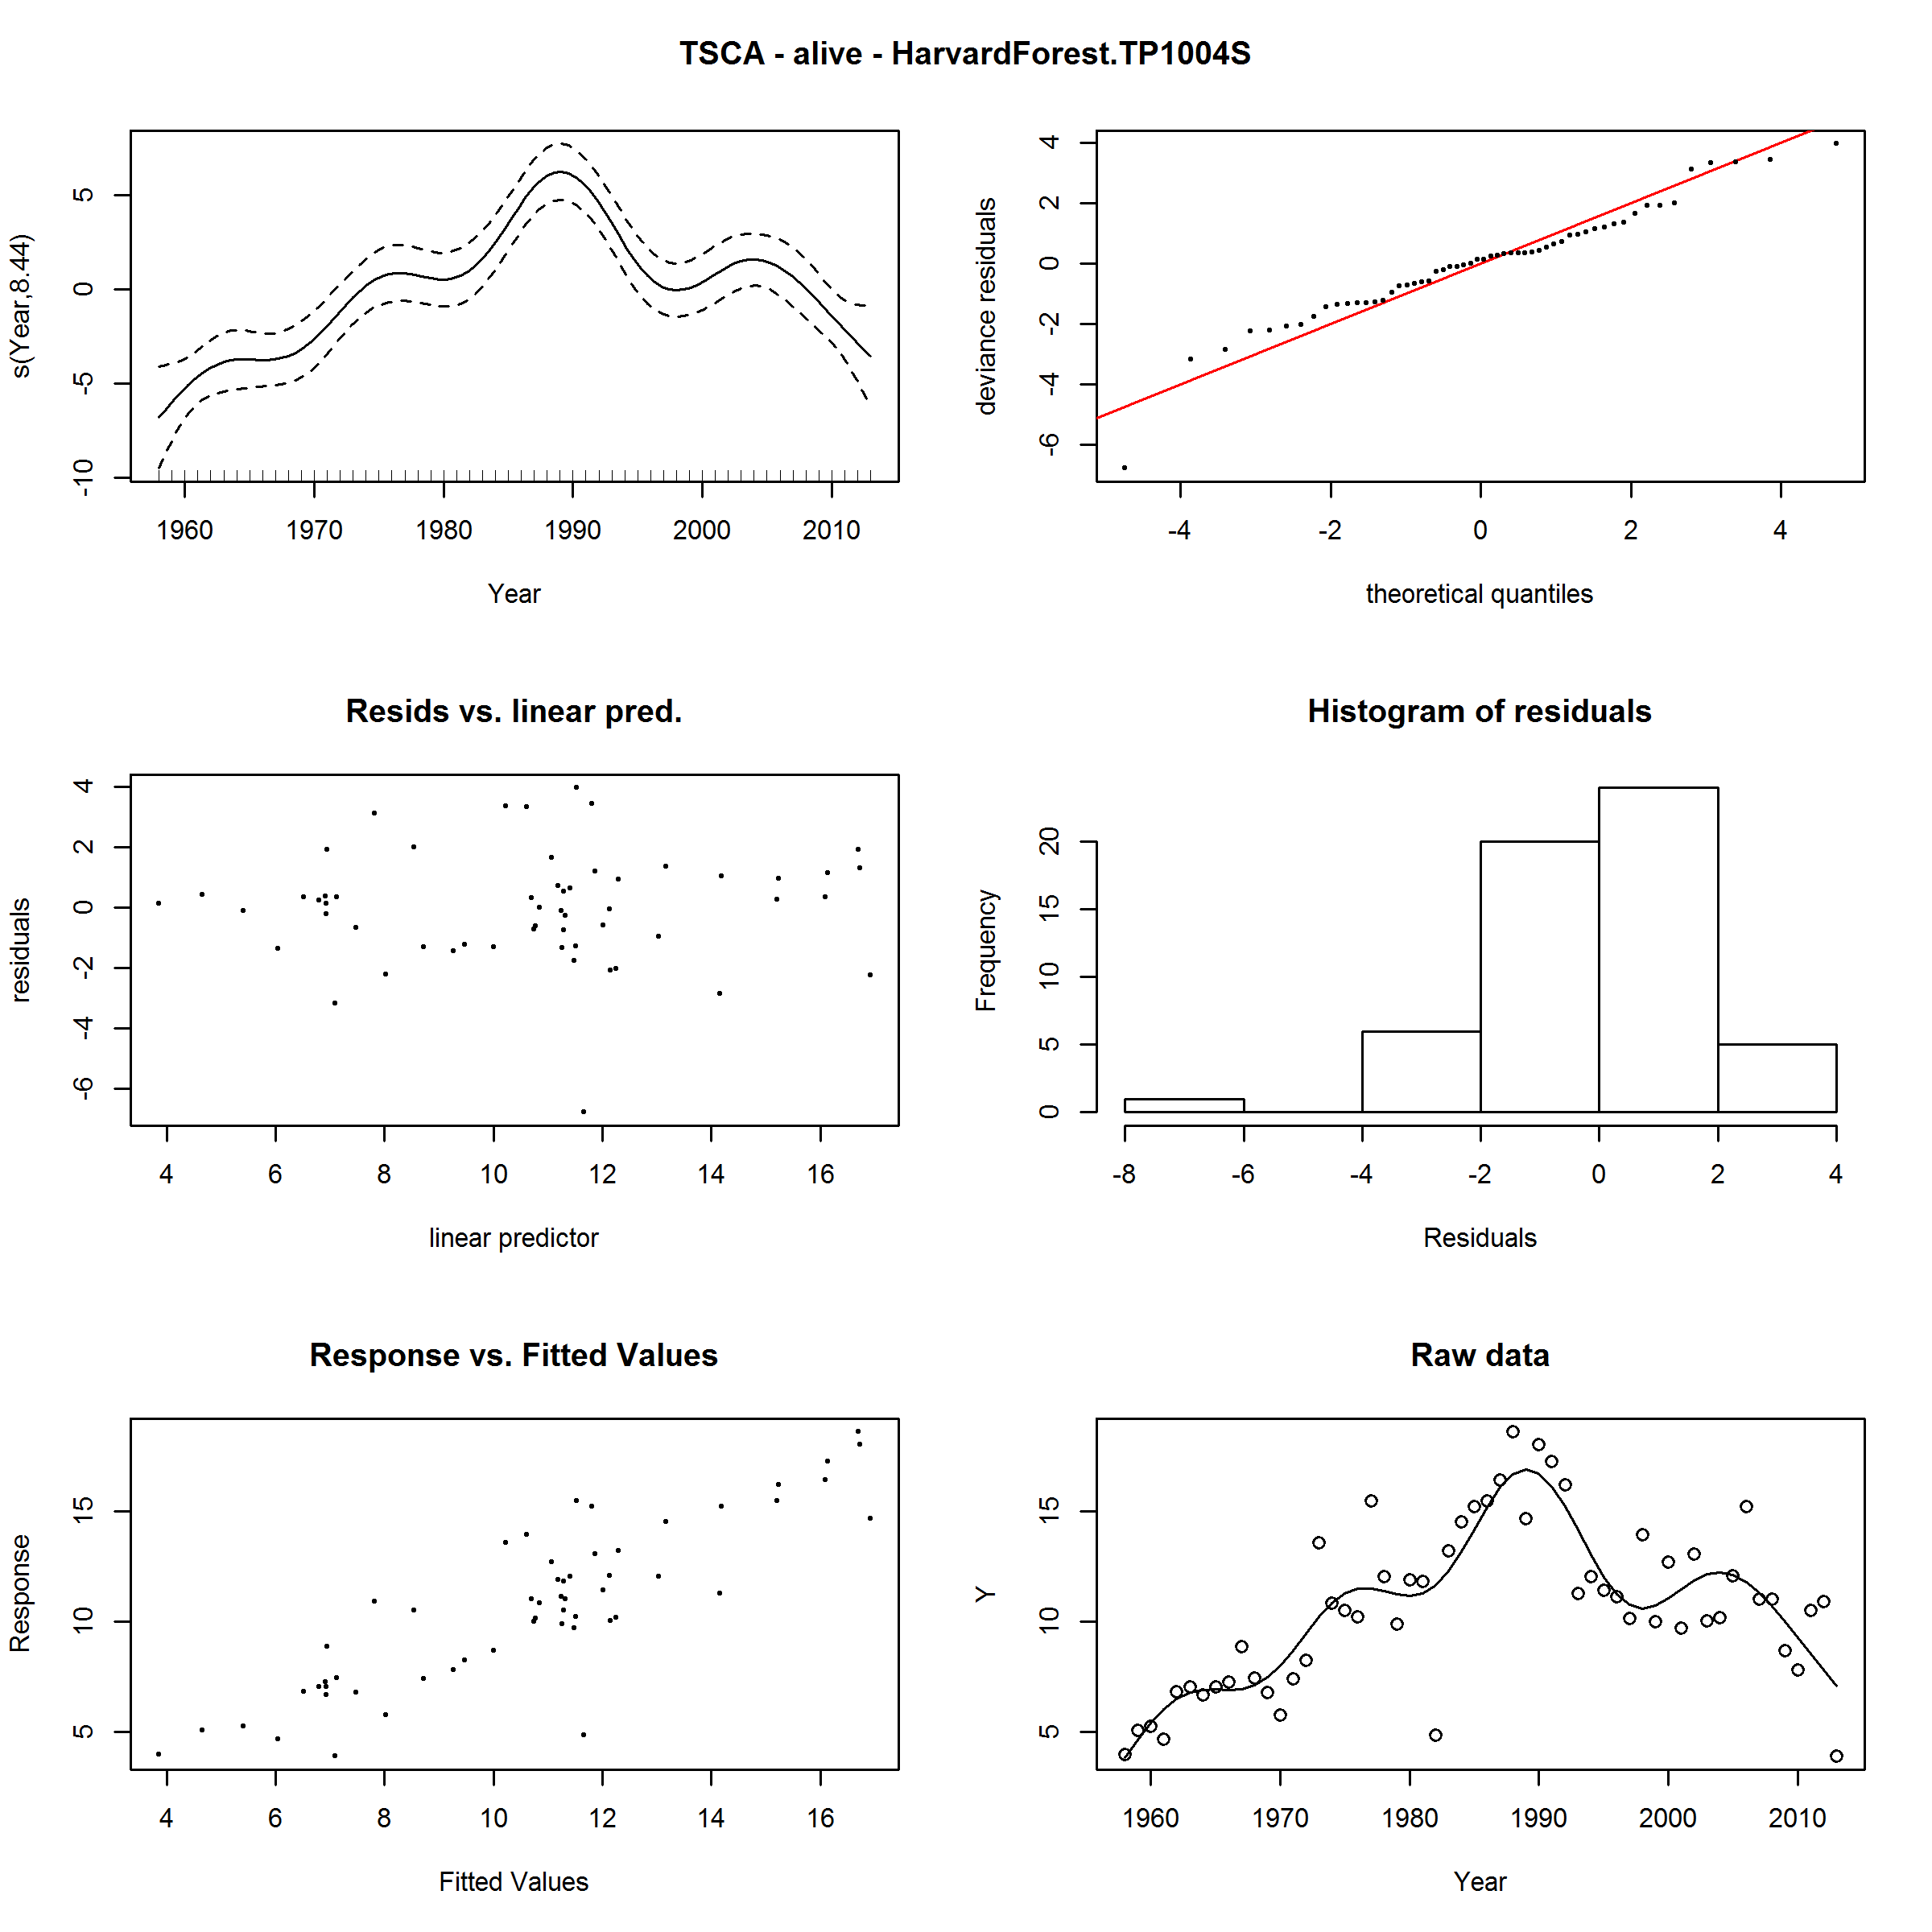 TSCA - alive - HarvardForest.TP1004S
s(Year,8.44)
5
0
-5
-10
1960 1970 1980 1990 2000 2010
Year
deviance residuals
4
2
0
-2
-4
-6
-4 -2 0 2 4
theoretical quantiles
Resids vs. linear pred.
residuals
4
2
0
-2
-4
-6
4 6 8 10 12 14 16
linear predictor
Histogram of residuals
Frequency
20
15
10
5
0
-8 -6 -4 -2 0 2 4
Residuals
Response vs. Fitted Values
Response
15
10
5
4 6 8 10 12 14 16
Fitted Values
Raw data
Y
15
10
5
1960 1970 1980 1990 2000 2010
Year